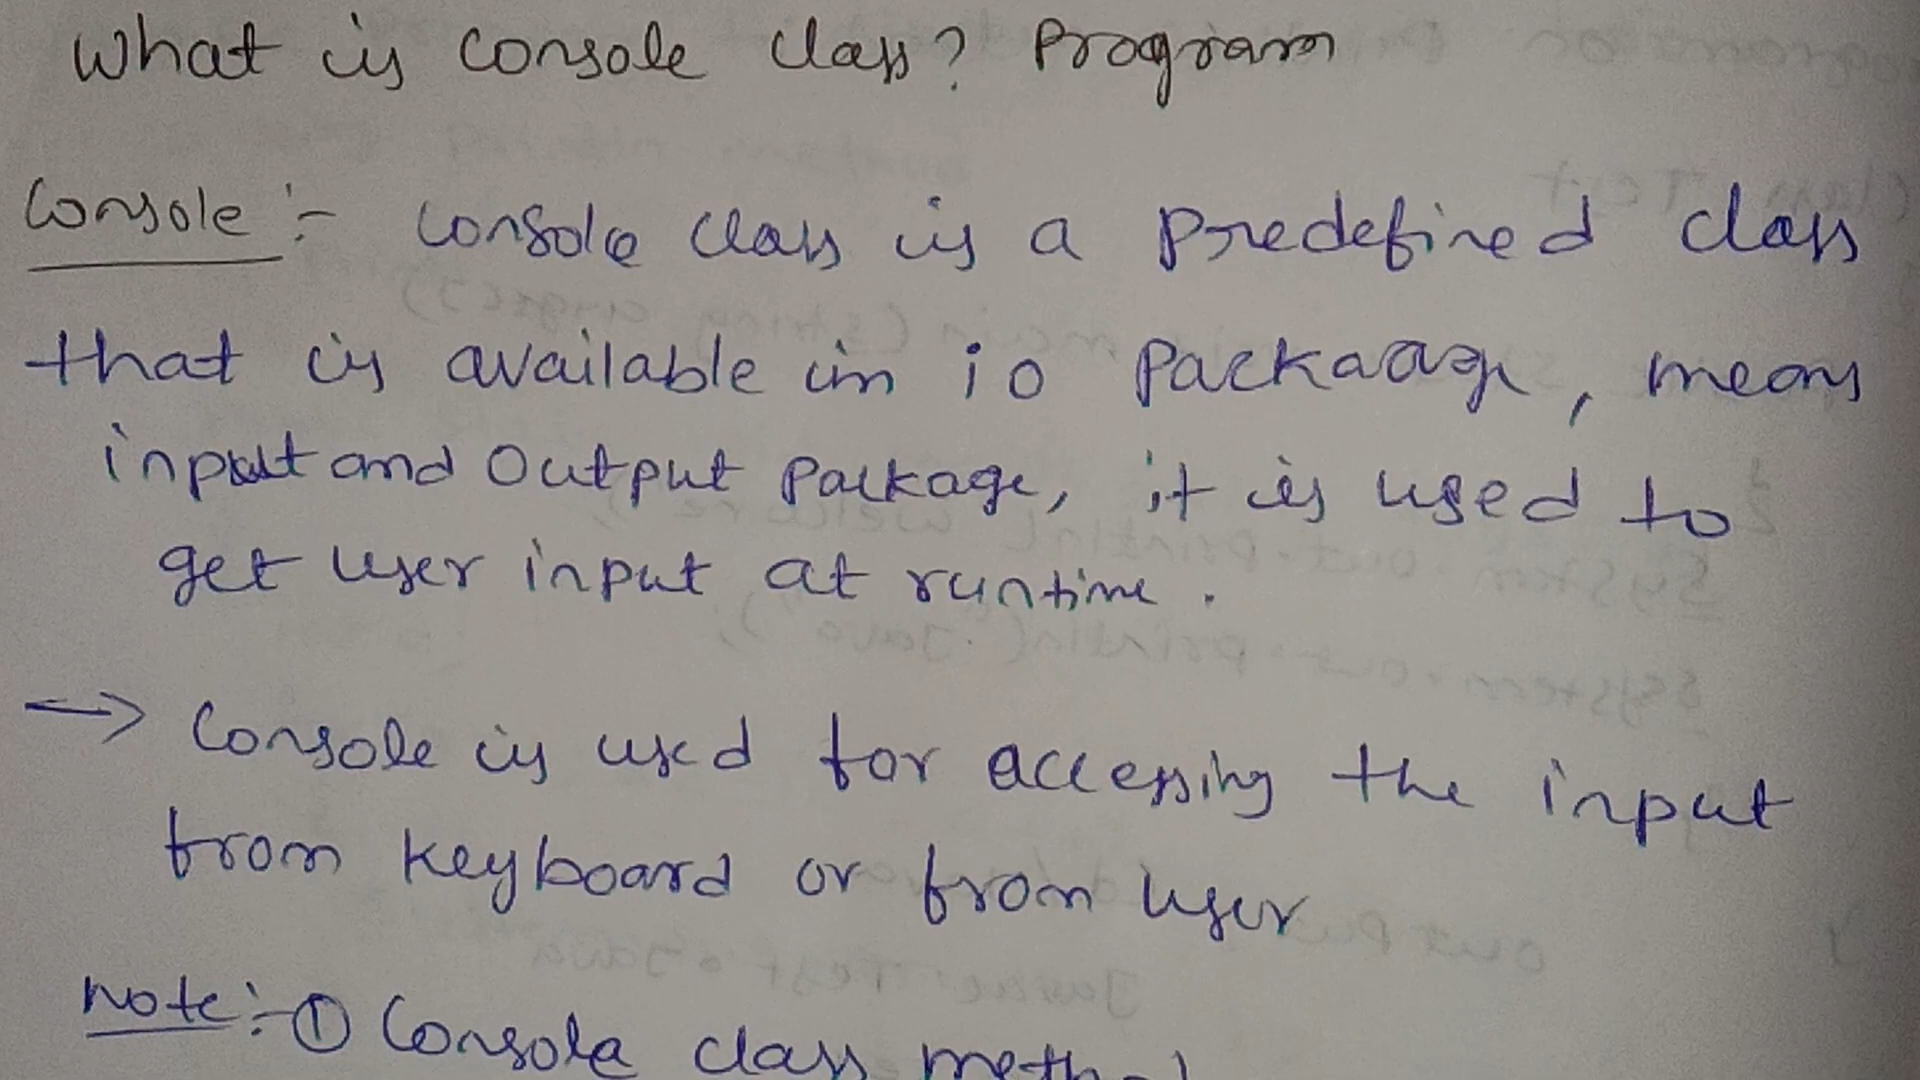 What is console class? Program
Console :- Console class is a predefined class
that is available in io Packaage, means
input and Output Package, it is used to
get user input at runtime.
→ Console is used for accessing the input
from keyboard or from user
Note :- ① Console class